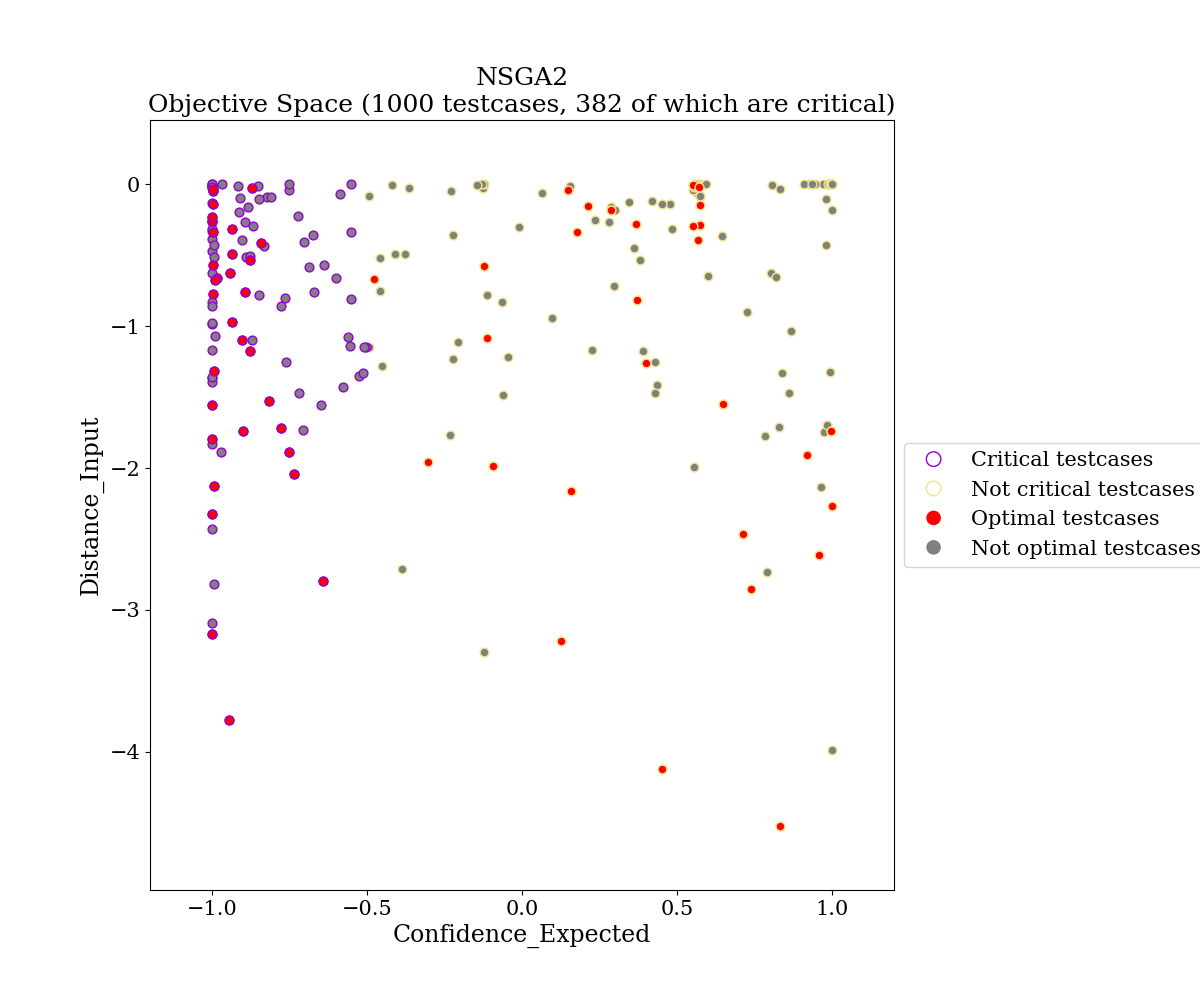 NSGA2
Objective Space (1000 testcases, 382 of which are critical)
Distance_Input
0
−1
−2
−3
−4
−1.0
−0.5
0.0
0.5
1.0
Confidence_Expected
Critical testcases
Not critical testcases
Optimal testcases
Not optimal testcases